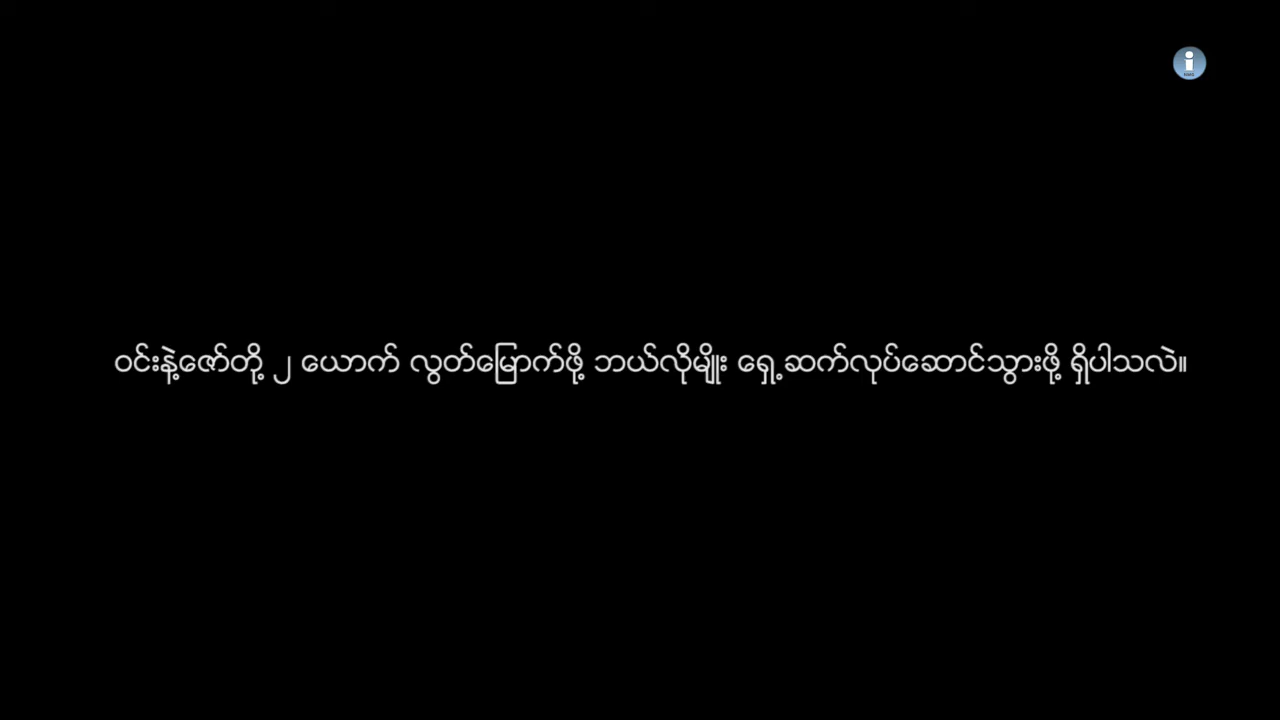 ဝင်းနဲ့ဇော်တို့ ၂ ယောက် လွတ်မြောက်ဖို့ ဘယ်လိုမျိုး ရှေ့ဆက်လုပ်ဆောင်သွားဖို့ ရှိပါသလဲ။